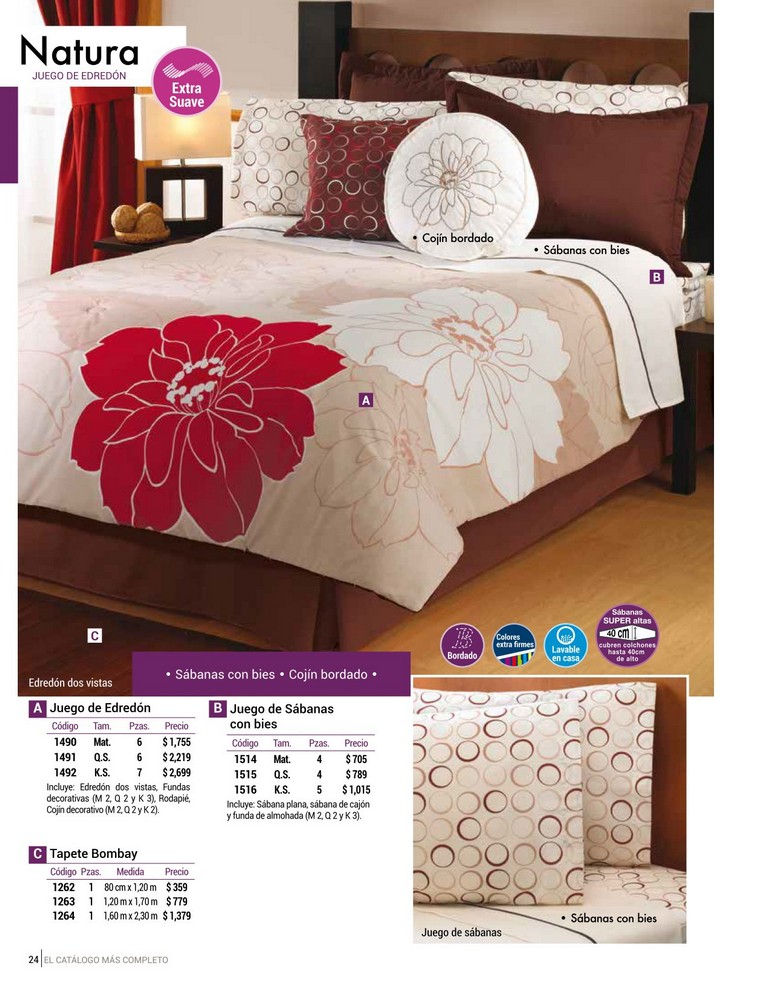 Natura
JUEGO DE EDREDÓN
Extra
Suave
• Cojín bordado
• Sábanas con bies
B
A
C
Edredón dos vistas
• Sábanas con bies • Cojín bordado •
Bordado
Colores
extra firmes
Lavable
en casa
Sábanas
SUPER altas
40 cm
cubren colchones
hasta 40cm
de alto
A Juego de Edredón
Código Tam. Pzas. Precio
1490 Mat. 6 $1,755
1491 Q.S. 6 $2,219
1492 K.S. 7 $2,699
Incluye: Edredón dos vistas, Fundas
decorativas (M 2, Q 2 y K 3), Rodapié,
Cojín decorativo (M 2, Q 2 y K 2).
B Juego de Sábanas
con bies
Código Tam. Pzas. Precio
1514 Mat. 4 $705
1515 Q.S. 4 $789
1516 K.S. 5 $1,015
Incluye: Sábana plana, sábana de cajón
y funda de almohada (M 2, Q 2 y K 3).
C Tapete Bombay
Código Pzas. Medida Precio
1262 1 80 cm x 1,20 m $359
1263 1 1,20 m x 1,70 m $779
1264 1 1,60 m x 2,30 m $1,379
• Sábanas con bies
Juego de sábanas
24 EL CATÁLOGO MÁS COMPLETO